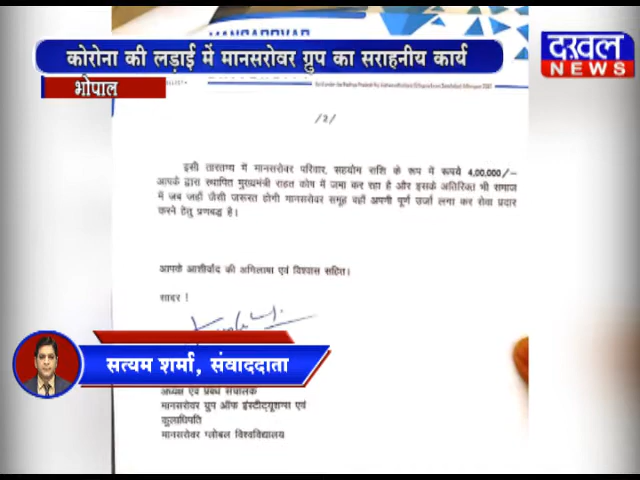 MANSAROVAR
कोरोना की लड़ाई में मानसरोवर ग्रुप का सराहनीय कार्य
दखल
NEWS
भोपाल
/2/
इसी तारतम्य में मानसरोवर परिवार, सहयोग राशि के रूप में रूपये 4,00,000/-
आपके द्वारा स्थापित मुख्यमंत्री राहत कोष में जमा कर रहा है और इसके अतिरिक्त भी समाज
में जब जहाँ जैसी जरूरत होगी मानसरोवर समूह वहाँ अपनी पूर्ण उर्जा लगा कर सेवा प्रदार
करने हेतु प्रणबद्ध है।
आपके आशीर्वाद की अभिलाषा एवं विश्वास सहित।
सादर !
सत्यम शर्मा, संवाददाता
अध्यक्ष एवं प्रबंध संचालक
मानसरोवर ग्रुप ऑफ इंस्टीट्यूशन्स एवं
कुलाधिपति
मानसरोवर ग्लोबल विश्वविद्यालय